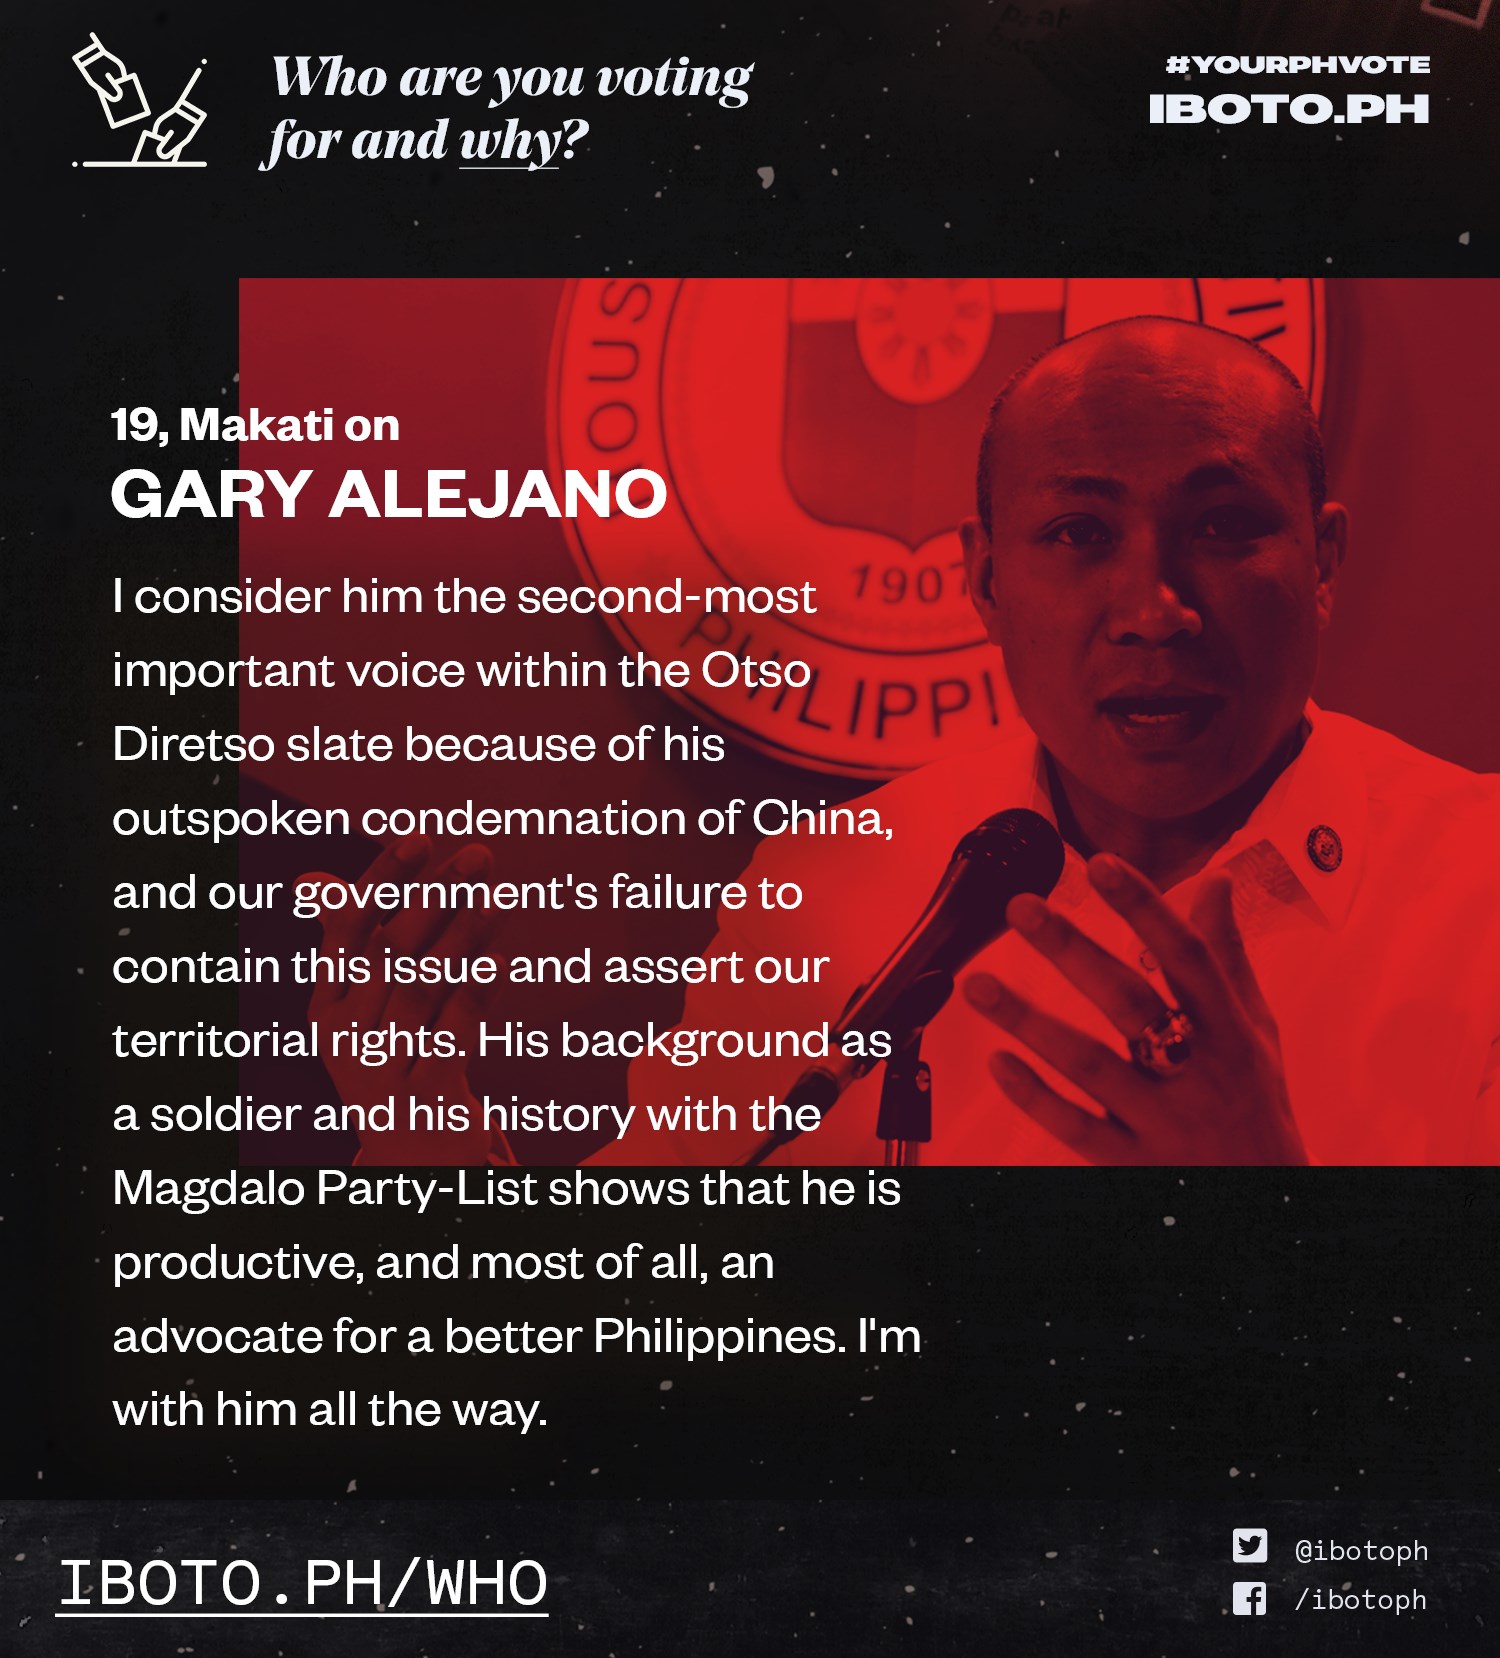 Who are you voting
for and why?
#YOURPHVOTE
IBOTO.PH
19, Makati on
GARY ALEJANO
I consider him the second-most
important voice within the Otso
Diretso slate because of his
outspoken condemnation of China,
and our government's failure to
contain this issue and assert our
territorial rights. His background as
a soldier and his history with the
Magdalo Party-List shows that he is
productive, and most of all, an
advocate for a better Philippines. I'm
with him all the way.
1907
PHILIPPI
IBOTO.PH/WHO
@ibotoph
/ibotoph